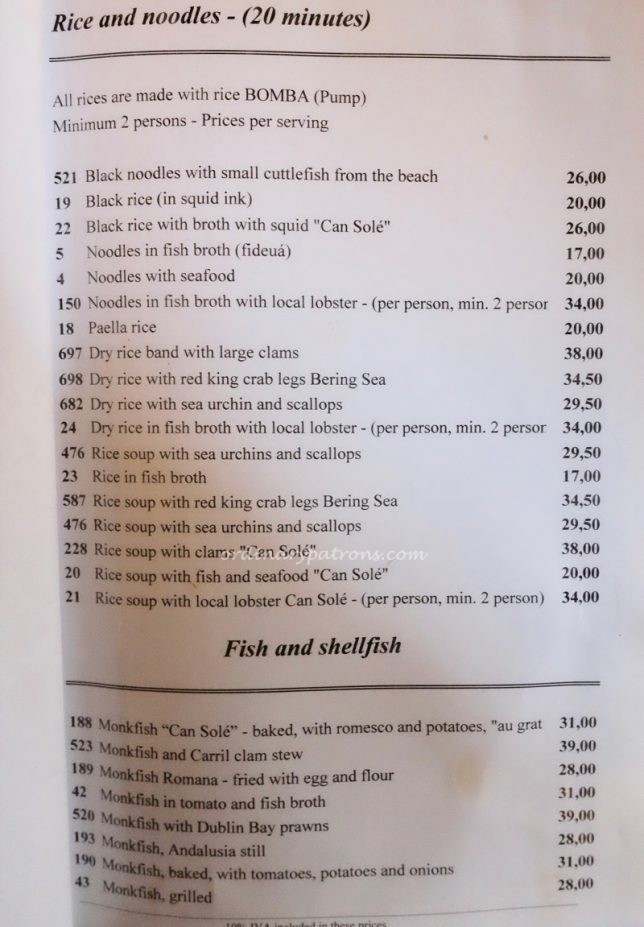 Rice and noodles - (20 minutes)
All rices are made with rice BOMBA (Pump)
Minimum 2 persons - Prices per serving
521 Black noodles with small cuttlefish from the beach 26,00
19 Black rice (in squid ink) 20,00
22 Black rice with broth with squid "Can Solé" 26,00
5 Noodles in fish broth (fideuá) 17,00
4 Noodles with seafood 20,00
150 Noodles in fish broth with local lobster - (per person, min. 2 persor 34,00
18 Paella rice 20,00
697 Dry rice band with large clams 38,00
698 Dry rice with red king crab legs Bering Sea 34,50
682 Dry rice with sea urchin and scallops 29,50
24 Dry rice in fish broth with local lobster - (per person, min. 2 persor 34,00
476 Rice soup with sea urchins and scallops 29,50
23 Rice in fish broth 17,00
587 Rice soup with red king crab legs Bering Sea 34,50
476 Rice soup with sea urchins and scallops 29,50
228 Rice soup with clams "Can Solé" 38,00
ordinarypatrons.com
20 Rice soup with fish and seafood "Can Solé" 20,00
21 Rice soup with local lobster Can Solé - (per person, min. 2 person) 34,00
Fish and shellfish
188 Monkfish “Can Solé” - baked, with romesco and potatoes, "au grat 31,00
523 Monkfish and Carril clam stew 39,00
189 Monkfish Romana - fried with egg and flour 28,00
42 Monkfish in tomato and fish broth 31,00
520 Monkfish with Dublin Bay prawns 39,00
193 Monkfish, Andalusia still 28,00
190 Monkfish, baked, with tomatoes, potatoes and onions 31,00
43 Monkfish, grilled 28,00
10% IVA included in these prices